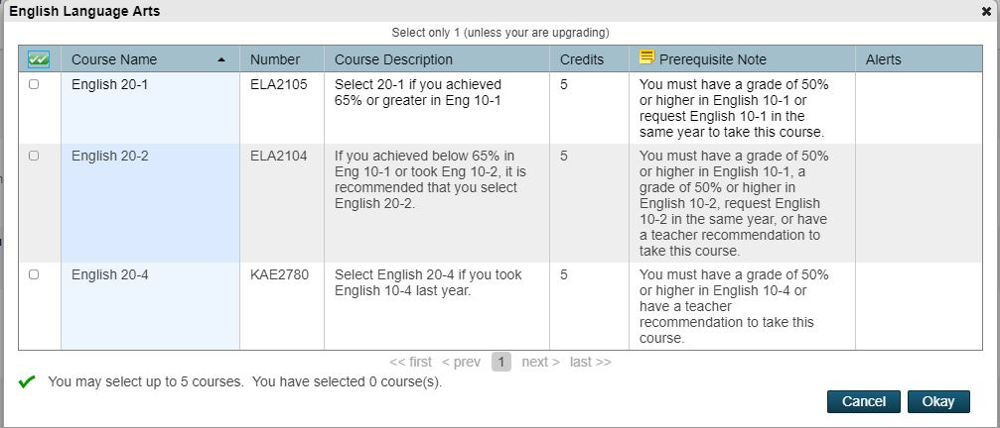 English Language Arts
Select only 1 (unless your are upgrading)
Course Name Number Course Description Credits Prerequisite Note Alerts
English 20-1 ELA2105 Select 20-1 if you achieved 5 You must have a grade of 50%
65% or greater in Eng 10-1 or higher in English 10-1 or
request English 10-1 in the
same year to take this course.
English 20-2 ELA2104 If you achieved below 65% in 5 You must have a grade of 50%
Eng 10-1 or took Eng 10-2, it is or higher in English 10-1, a
recommended that you select grade of 50% or higher in
English 20-2. English 10-2, request English
10-2 in the same year, or have
a teacher recommendation to
take this course.
English 20-4 KAE2780 Select English 20-4 if you took 5 You must have a grade of 50%
English 10-4 last year. or higher in English 10-4 or
have a teacher
recommendation to take this
course.
<< first < prev 1 next > last >>
You may select up to 5 courses. You have selected 0 course(s).
Cancel Okay